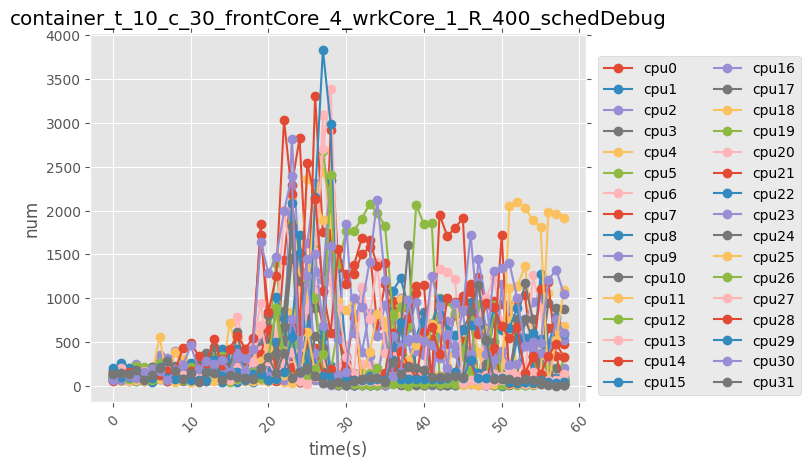 container_t_10_c_30_frontCore_4_wrkCore_1_R_400_schedDebug
4000
3500
3000
2500
2000
1500
1000
500
0
num
0
10
20
30
40
50
60
time(s)
cpu0
cpu1
cpu2
cpu3
cpu4
cpu5
cpu6
cpu7
cpu8
cpu9
cpu10
cpu11
cpu12
cpu13
cpu14
cpu15
cpu16
cpu17
cpu18
cpu19
cpu20
cpu21
cpu22
cpu23
cpu24
cpu25
cpu26
cpu27
cpu28
cpu29
cpu30
cpu31